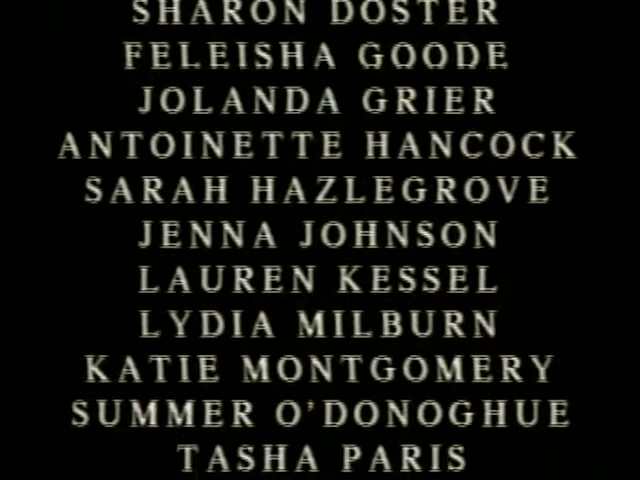 SHARON DOSTER
FELEISHA GOODE
JOLANDA GRIER
ANTOINETTE HANCOCK
SARAH HAZLEGROVE
JENNA JOHNSON
LAUREN KESSEL
LYDIA MILBURN
KATIE MONTGOMERY
SUMMER O'DONOGHUE
TASHA PARIS